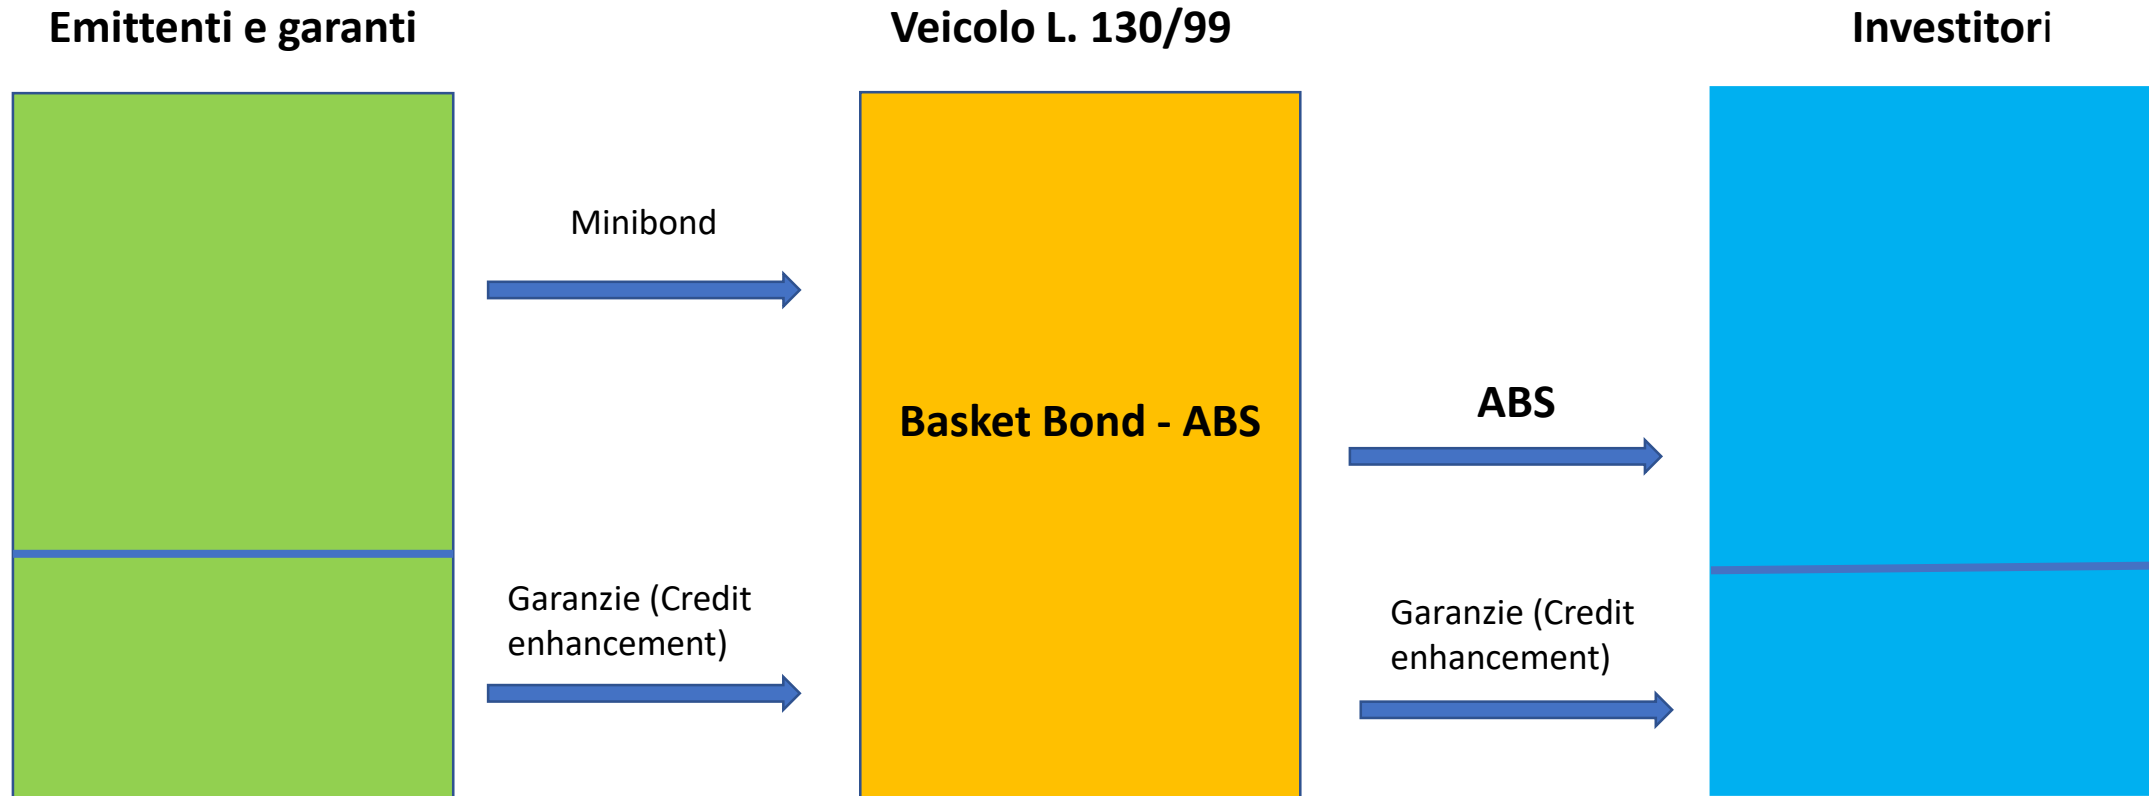 Emittenti e garanti
Veicolo L. 130/99
Investitori
Minibond
Basket Bond - ABS
ABS
Garanzie (Credit
enhancement)
Garanzie (Credit
enhancement)